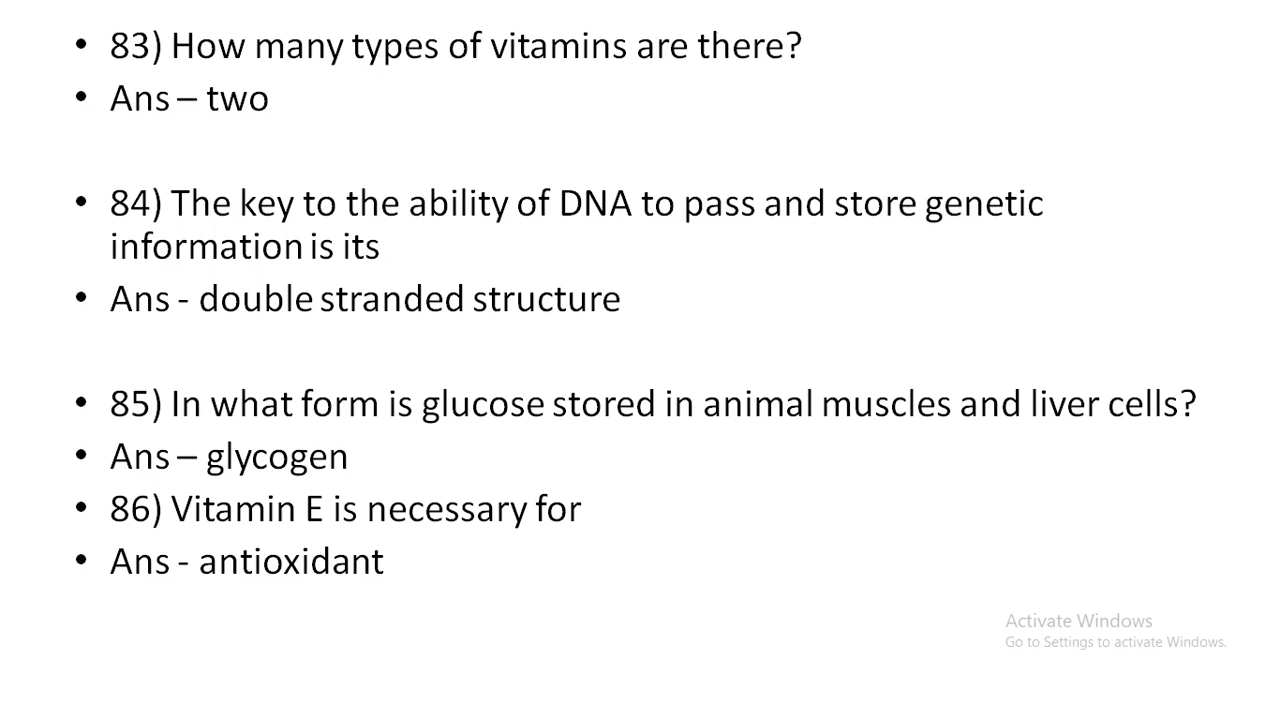 • 83) How many types of vitamins are there?
• Ans – two
• 84) The key to the ability of DNA to pass and store genetic
information is its
• Ans - double stranded structure
• 85) In what form is glucose stored in animal muscles and liver cells?
• Ans – glycogen
• 86) Vitamin E is necessary for
• Ans - antioxidant
Activate Windows
Go to Settings to activate Windows.